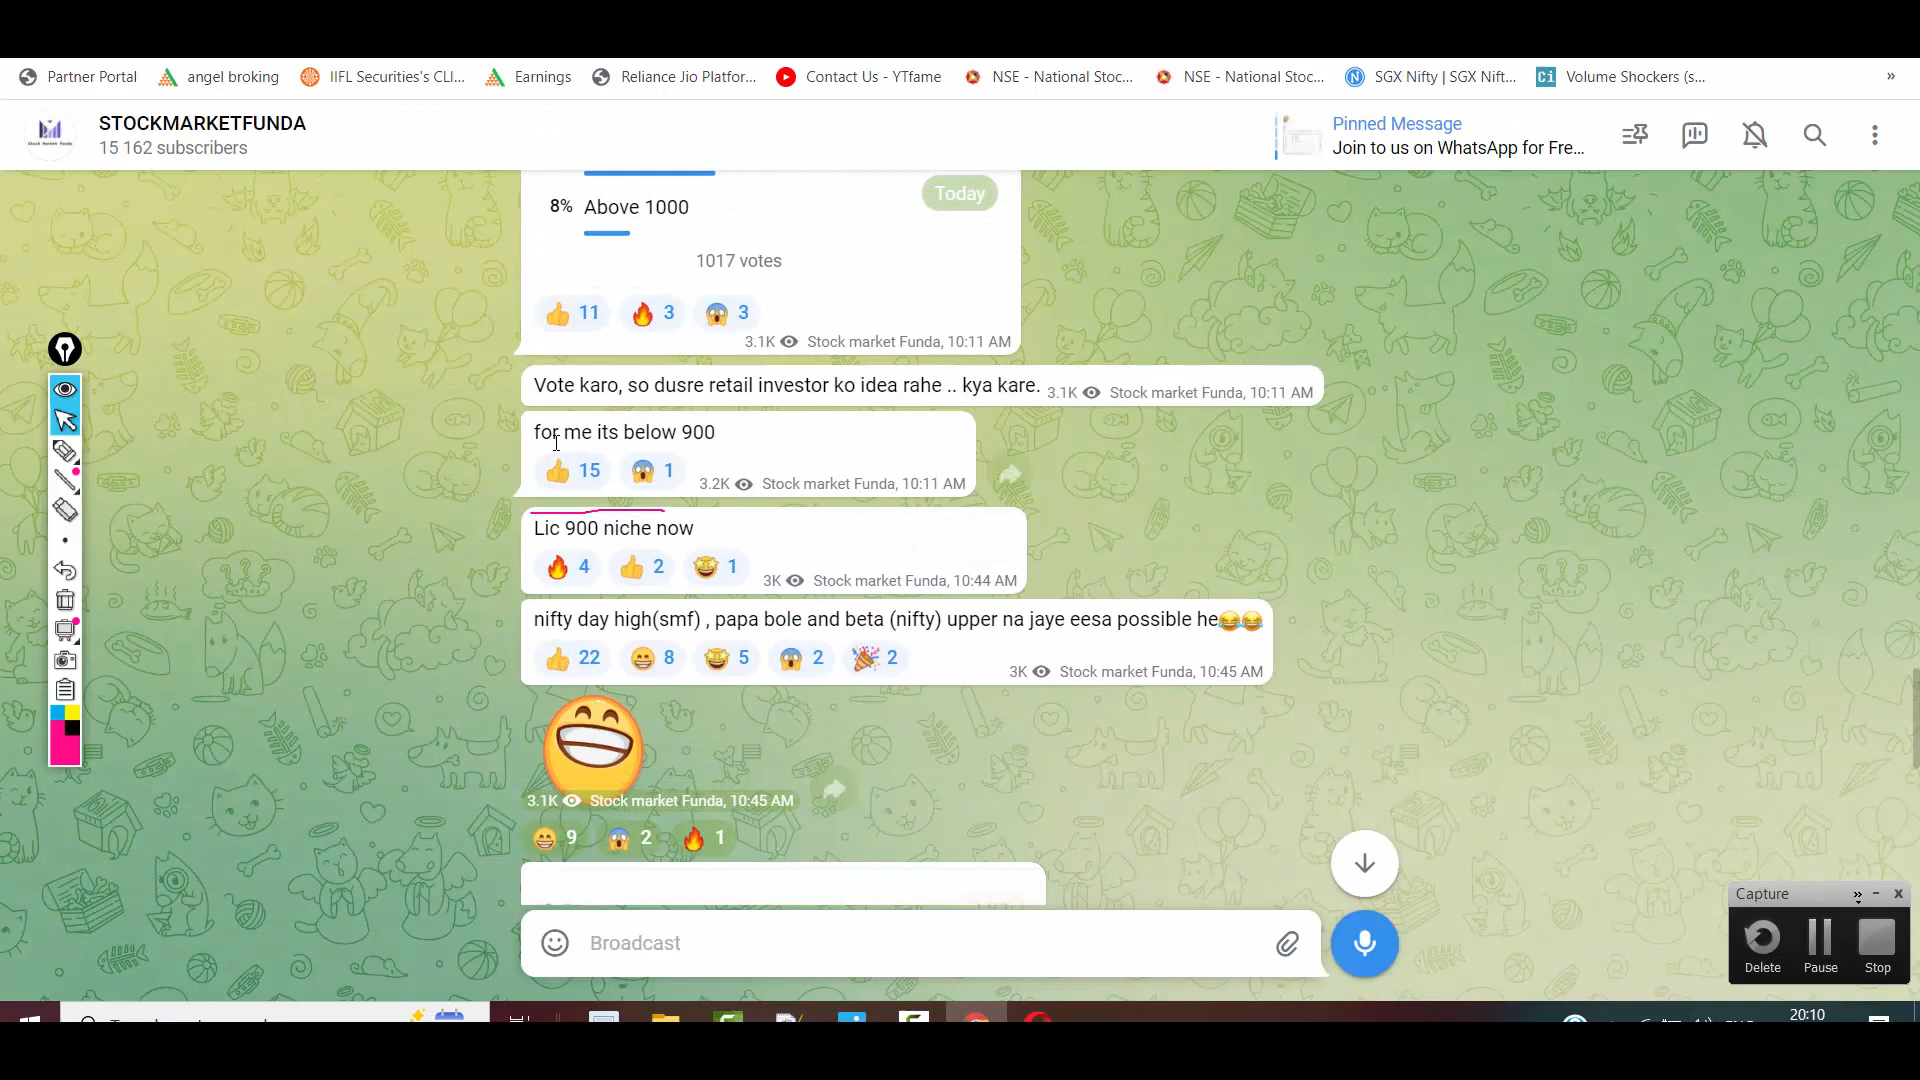 Partner Portal
angel broking
IIFL Securities's CLI...
Earnings
Reliance Jio Platfor...
Contact Us - YTfame
NSE - National Stoc...
NSE - National Stoc...
SGX Nifty | SGX Nift...
Ci
Volume Shockers (s...
»
STOCKMARKETFUNDA
15 162 subscribers
Pinned Message
Join to us on WhatsApp for Fre...
Today
8% Above 1000
1017 votes
👍 11 🔥 3 😱 3
3.1K Stock market Funda, 10:11 AM
Vote karo, so dusre retail investor ko idea rahe .. kya kare. 3.1K Stock market Funda, 10:11 AM
for me its below 900
👍 15 😱 1 3.2K Stock market Funda, 10:11 AM
Lic 900 niche now
🔥 4 👍 2 🤩 1 3K Stock market Funda, 10:44 AM
nifty day high(smf) , papa bole and beta (nifty) upper na jaye eesa possible he😂😂
👍 22 😁 8 🤩 5 😱 2 🎉 2 3K Stock market Funda, 10:45 AM
3.1K Stock market Funda, 10:45 AM
😁 9 😱 2 🔥 1
Broadcast
Capture
Delete Pause Stop
20:10